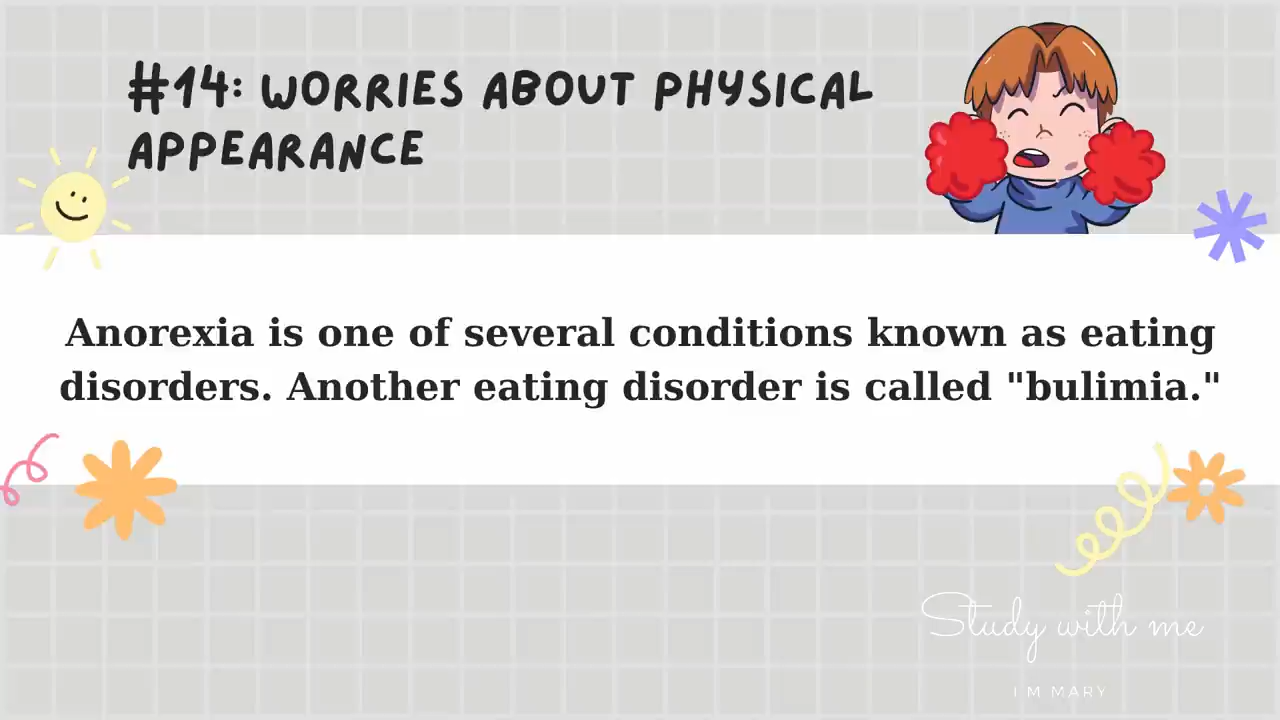 #14: WORRIES ABOUT PHYSICAL
APPEARANCE
Anorexia is one of several conditions known as eating
disorders. Another eating disorder is called "bulimia."
Study with me
I M MARY